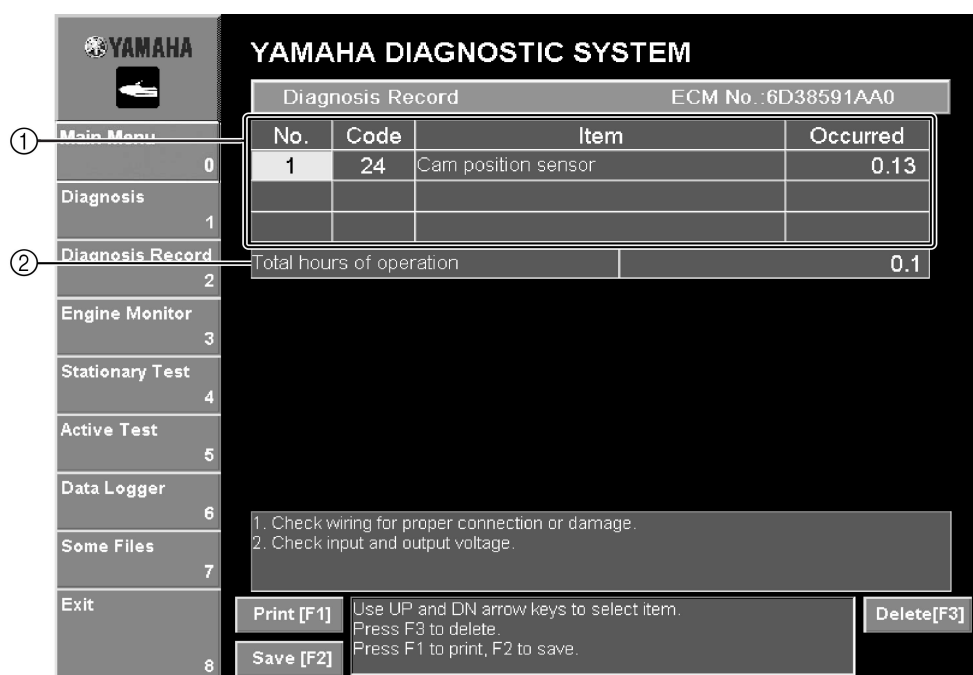 YAMAHA
YAMAHA DIAGNOSTIC SYSTEM
Diagnosis Record ECM No.:6D38591AA0
No. Code Item Occurred
1 24 Cam position sensor 0.13
Total hours of operation 0.1
①
②
Main Menu
0
Diagnosis
1
Diagnosis Record
2
Engine Monitor
3
Stationary Test
4
Active Test
5
Data Logger
6
Some Files
7
Exit
8
1. Check wiring for proper connection or damage.
2. Check input and output voltage.
Print [F1]
Save [F2]
Use UP and DN arrow keys to select item.
Press F3 to delete.
Press F1 to print, F2 to save.
Delete[F3]